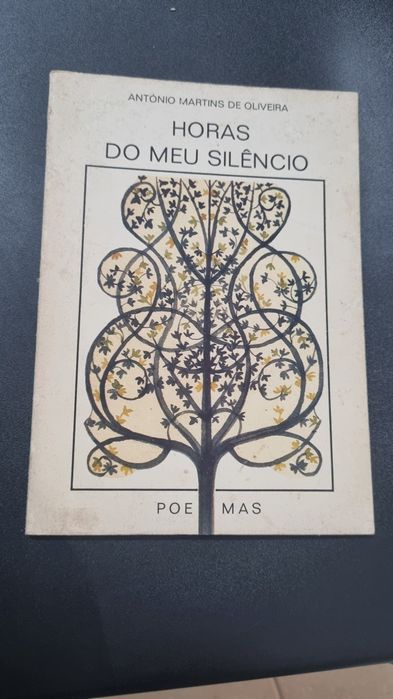 ANTÓNIO MARTINS DE OLIVEIRA
HORAS
DO MEU SILÊNCIO
POE MAS